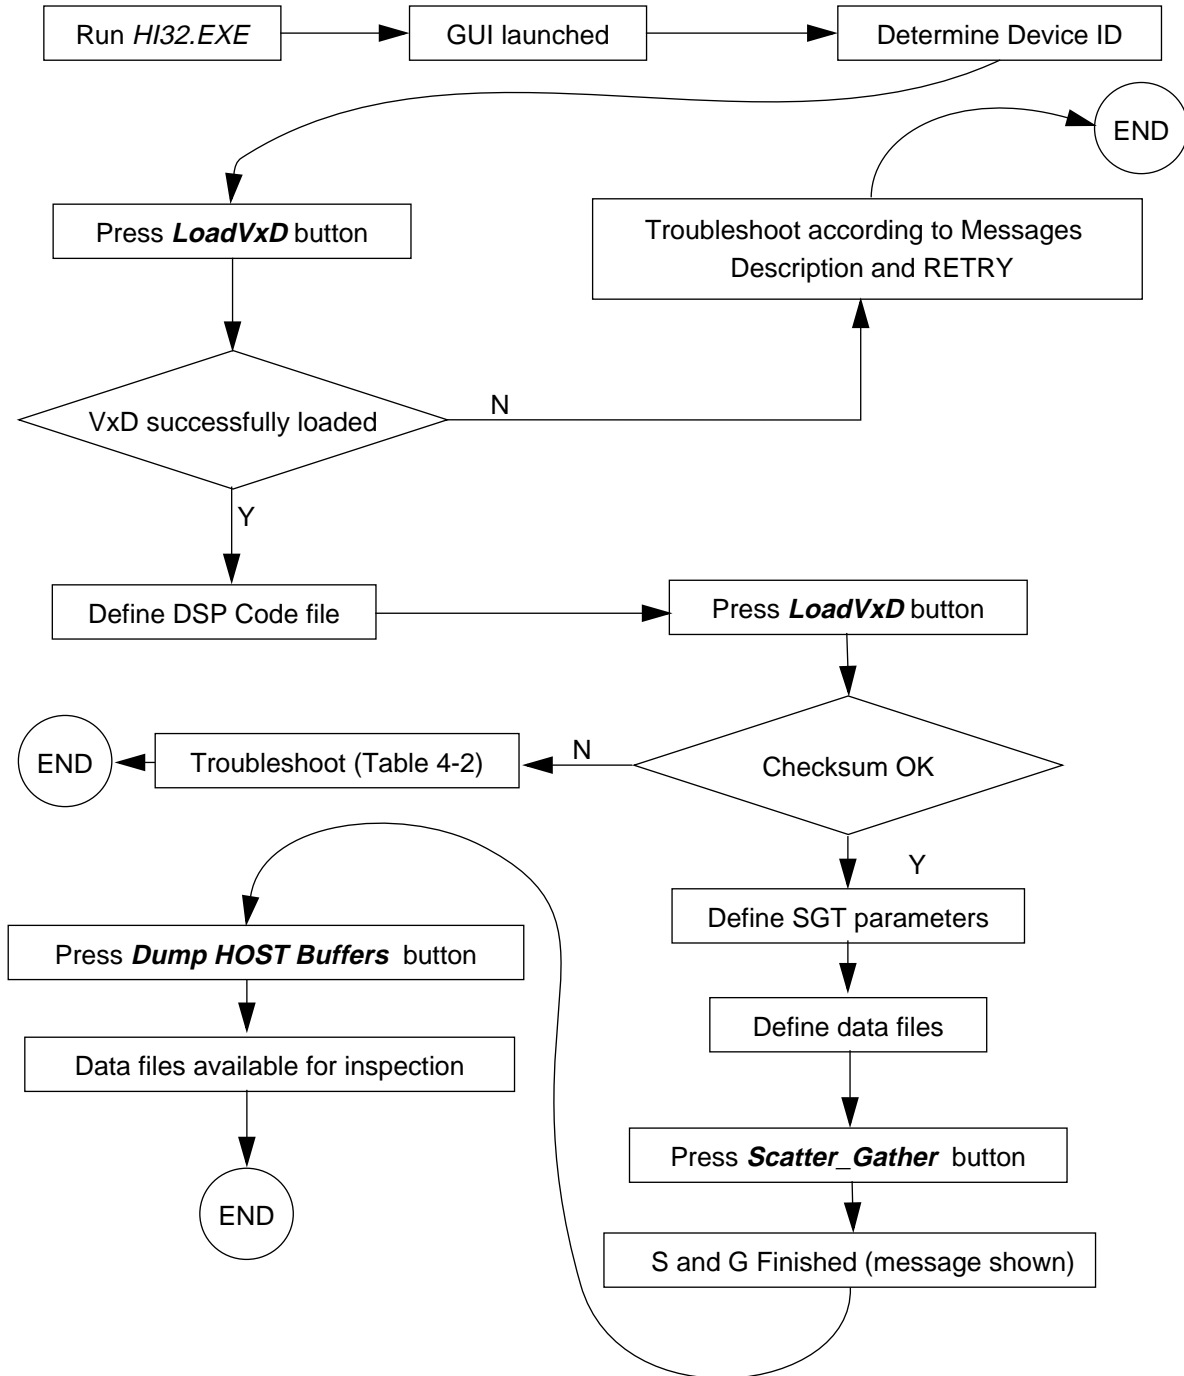 Run HI32.EXE
GUI launched
Determine Device ID
END
Press LoadVxD button
Troubleshoot according to Messages
Description and RETRY
VxD successfully loaded
N
Y
Define DSP Code file
Press LoadVxD button
END
Troubleshoot (Table 4-2)
N
Checksum OK
Y
Define SGT parameters
Press Dump HOST Buffers button
Define data files
Data files available for inspection
Press Scatter_Gather button
END
S and G Finished (message shown)